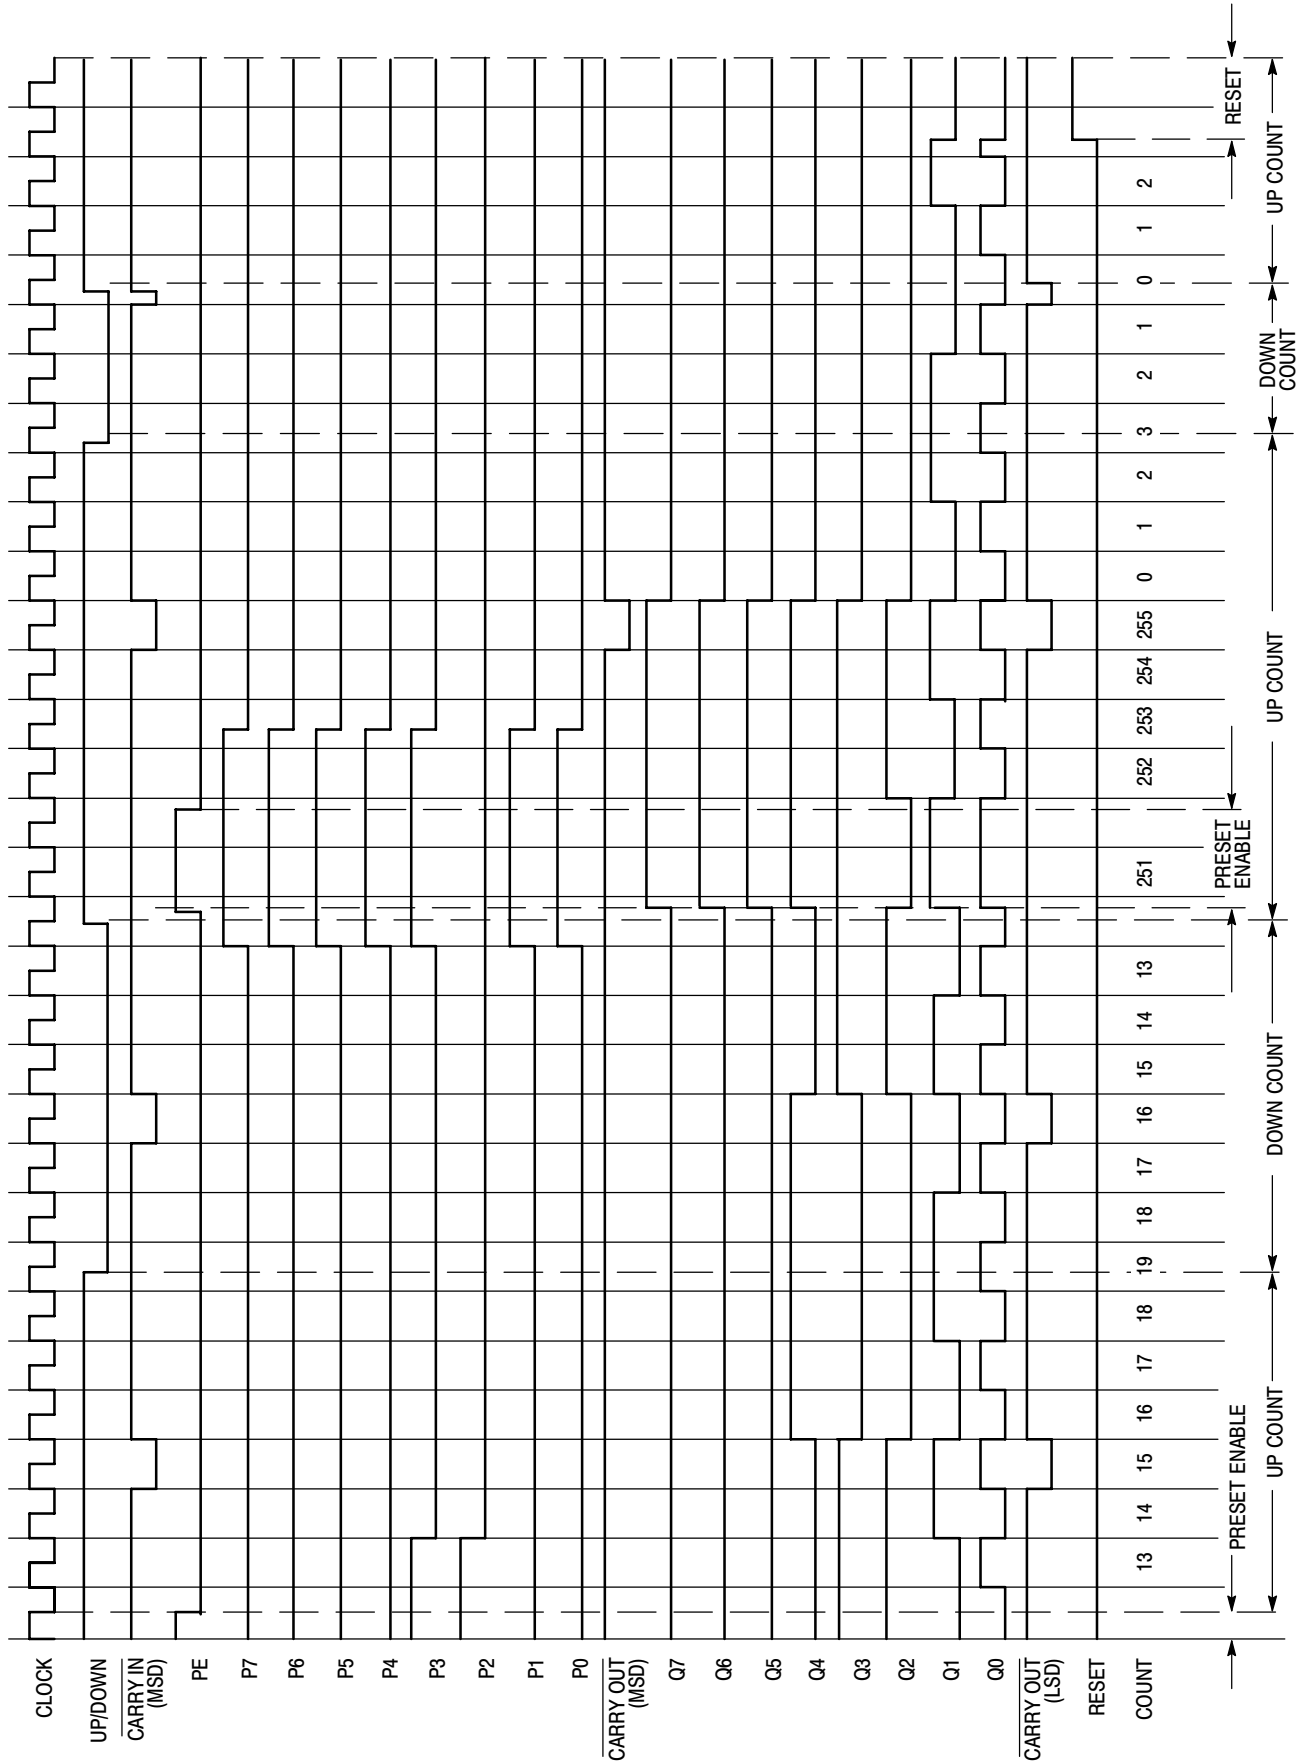 CLOCK
UP/DOWN
CARRY IN
(MSD)
PE
P7
P6
P5
P4
P3
P2
P1
P0
CARRY OUT
(MSD)
Q7
Q6
Q5
Q4
Q3
Q2
Q1
Q0
CARRY OUT
(LSD)
RESET
COUNT
13 14 15 16 17 18 19 18 17 16 15 14 13 251 252 253 254 255 0 1 2 3 2 1 0 1 2
PRESET ENABLE
PRESET
ENABLE
RESET
UP COUNT
DOWN COUNT
UP COUNT
DOWN
COUNT
UP COUNT